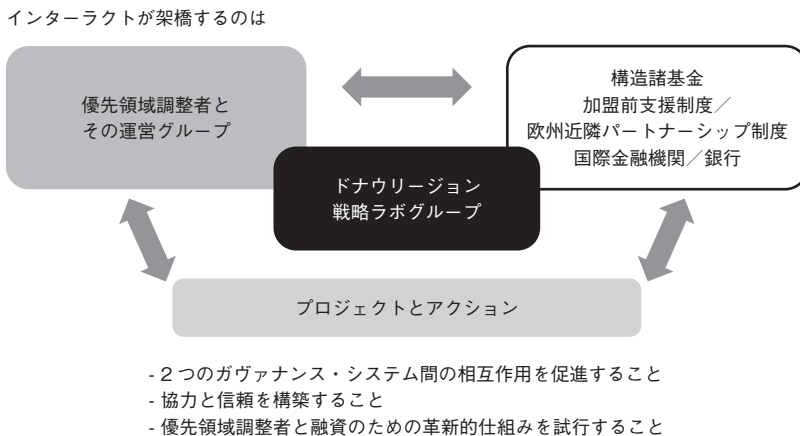 インターラクトが架橋するのは
優先領域調整者と
その運営グループ
構造諸基金
加盟前支援制度／
欧州近隣パートナーシップ制度
国際金融機関／銀行
ドナウリージョン
戦略ラボグループ
プロジェクトとアクション
- 2つのガヴァナンス・システム間の相互作用を促進すること
- 協力と信頼を構築すること
- 優先領域調整者と融資のための革新的仕組みを試行すること